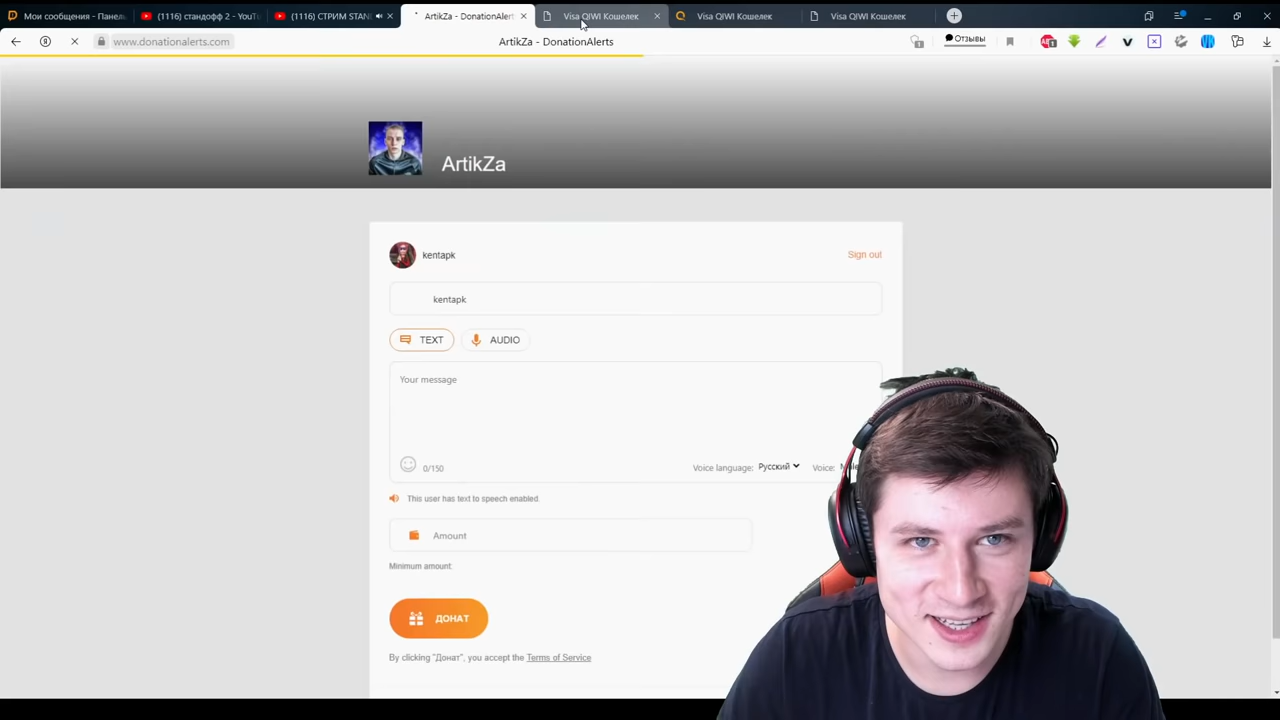 Мои сообщения - Панель
(1116) стандофф 2 - YouT
(1116) СТРИМ STAN
ArtikZa - DonationAlert
Visa QIWI Кошелек
Visa QIWI Кошелек
Visa QIWI Кошелек
www.donationalerts.com
ArtikZa - DonationAlerts
Отзывы
ArtikZa
kentapk
Sign out
kentapk
TEXT
AUDIO
Your message
0/150
Voice language: Русский
Voice:
This user has text to speech enabled.
Amount
Minimum amount
ДОНАТ
By clicking "Донат", you accept the Terms of Service